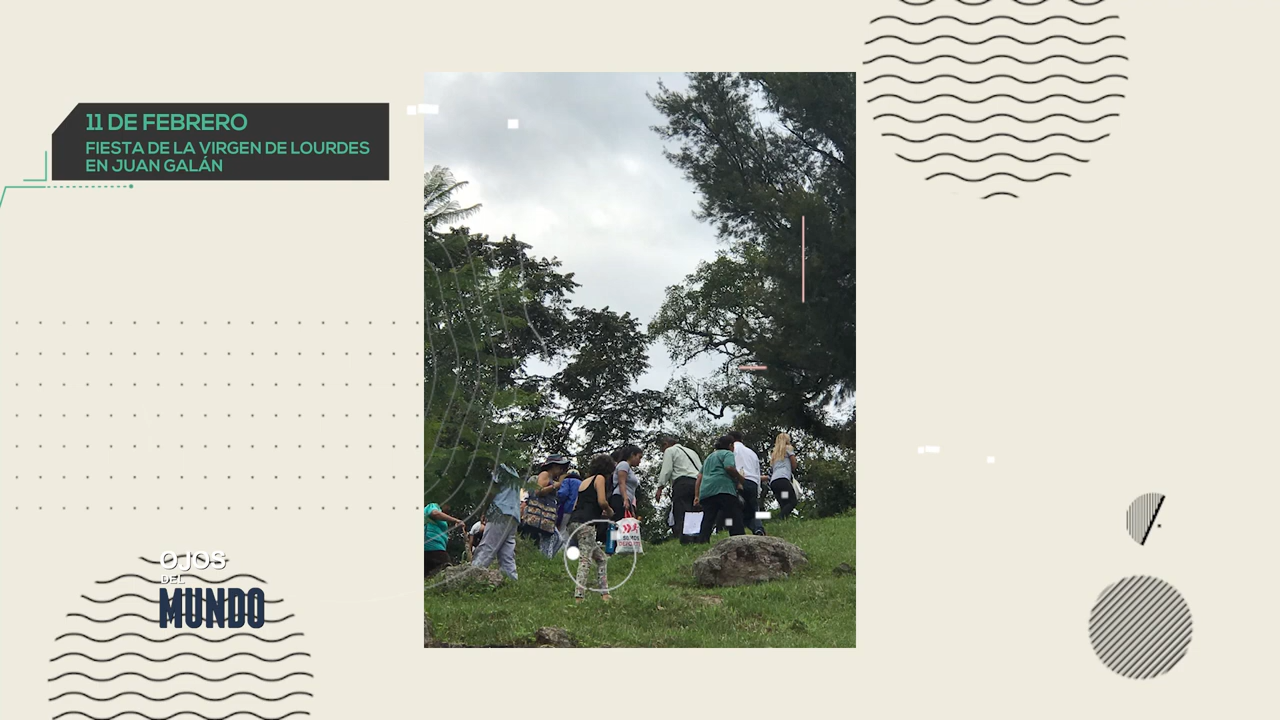 11 DE FEBRERO
FIESTA DE LA VIRGEN DE LOURDES
EN JUAN GALÁN
OJOS
DEL
MUNDO